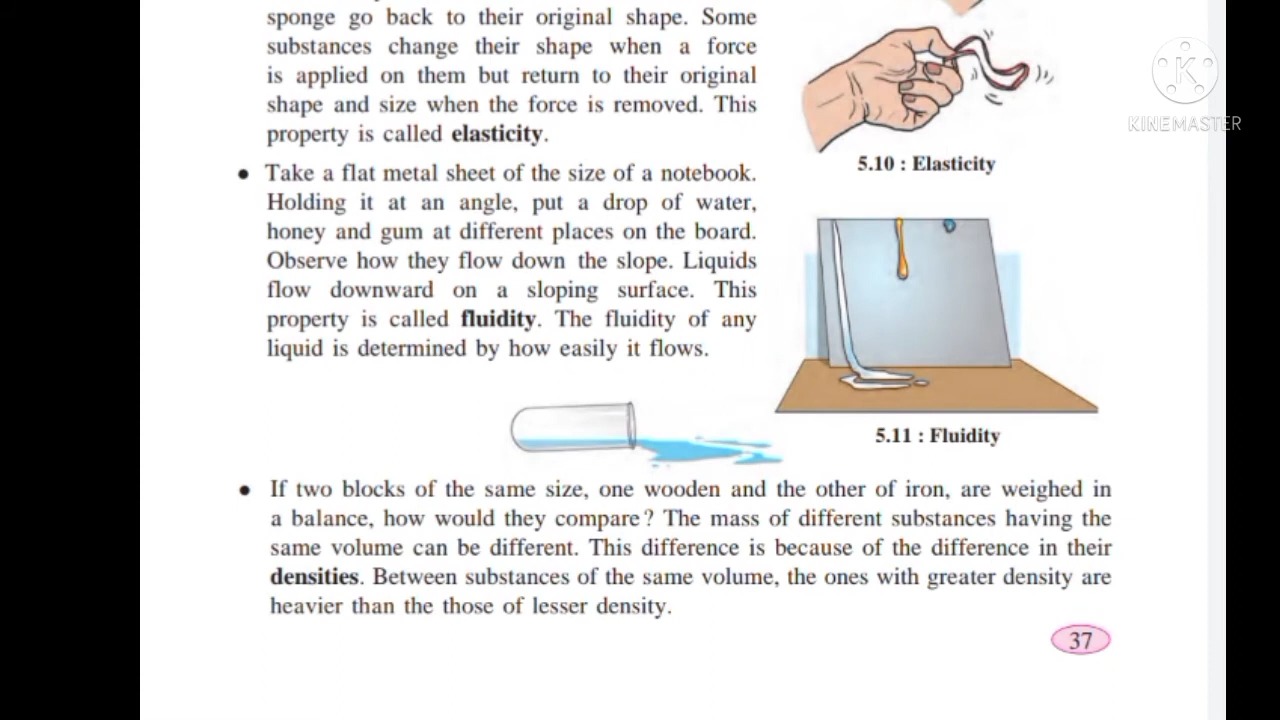 sponge go back to their original shape. Some
substances change their shape when a force
is applied on them but return to their original
shape and size when the force is removed. This
property is called elasticity.
5.10 : Elasticity
● Take a flat metal sheet of the size of a notebook.
Holding it at an angle, put a drop of water,
honey and gum at different places on the board.
Observe how they flow down the slope. Liquids
flow downward on a sloping surface. This
property is called fluidity. The fluidity of any
liquid is determined by how easily it flows.
5.11 : Fluidity
● If two blocks of the same size, one wooden and the other of iron, are weighed in
a balance, how would they compare? The mass of different substances having the
same volume can be different. This difference is because of the difference in their
densities. Between substances of the same volume, the ones with greater density are
heavier than the those of lesser density.
37
K
KINEMASTER